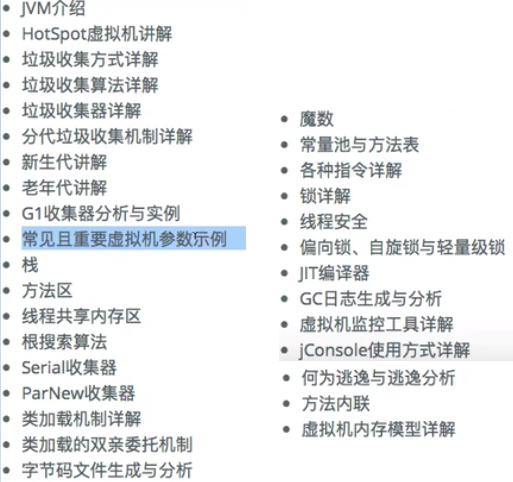 JVM介绍
HotSpot虚拟机讲解
垃圾收集方式详解
垃圾收集算法详解
垃圾收集器详解
分代垃圾收集机制详解
新生代讲解
老年代讲解
G1收集器分析与实例
常见且重要虚拟机参数示例
栈
方法区
线程共享内存区
根搜索算法
Serial收集器
ParNew收集器
类加载机制详解
类加载的双亲委托机制
字节码文件生成与分析
魔数
常量池与方法表
各种指令详解
锁详解
线程安全
偏向锁、自旋锁与轻量级锁
JIT编译器
GC日志生成与分析
虚拟机监控工具详解
jConsole使用方式详解
何为逃逸与逃逸分析
方法内联
虚拟机内存模型详解